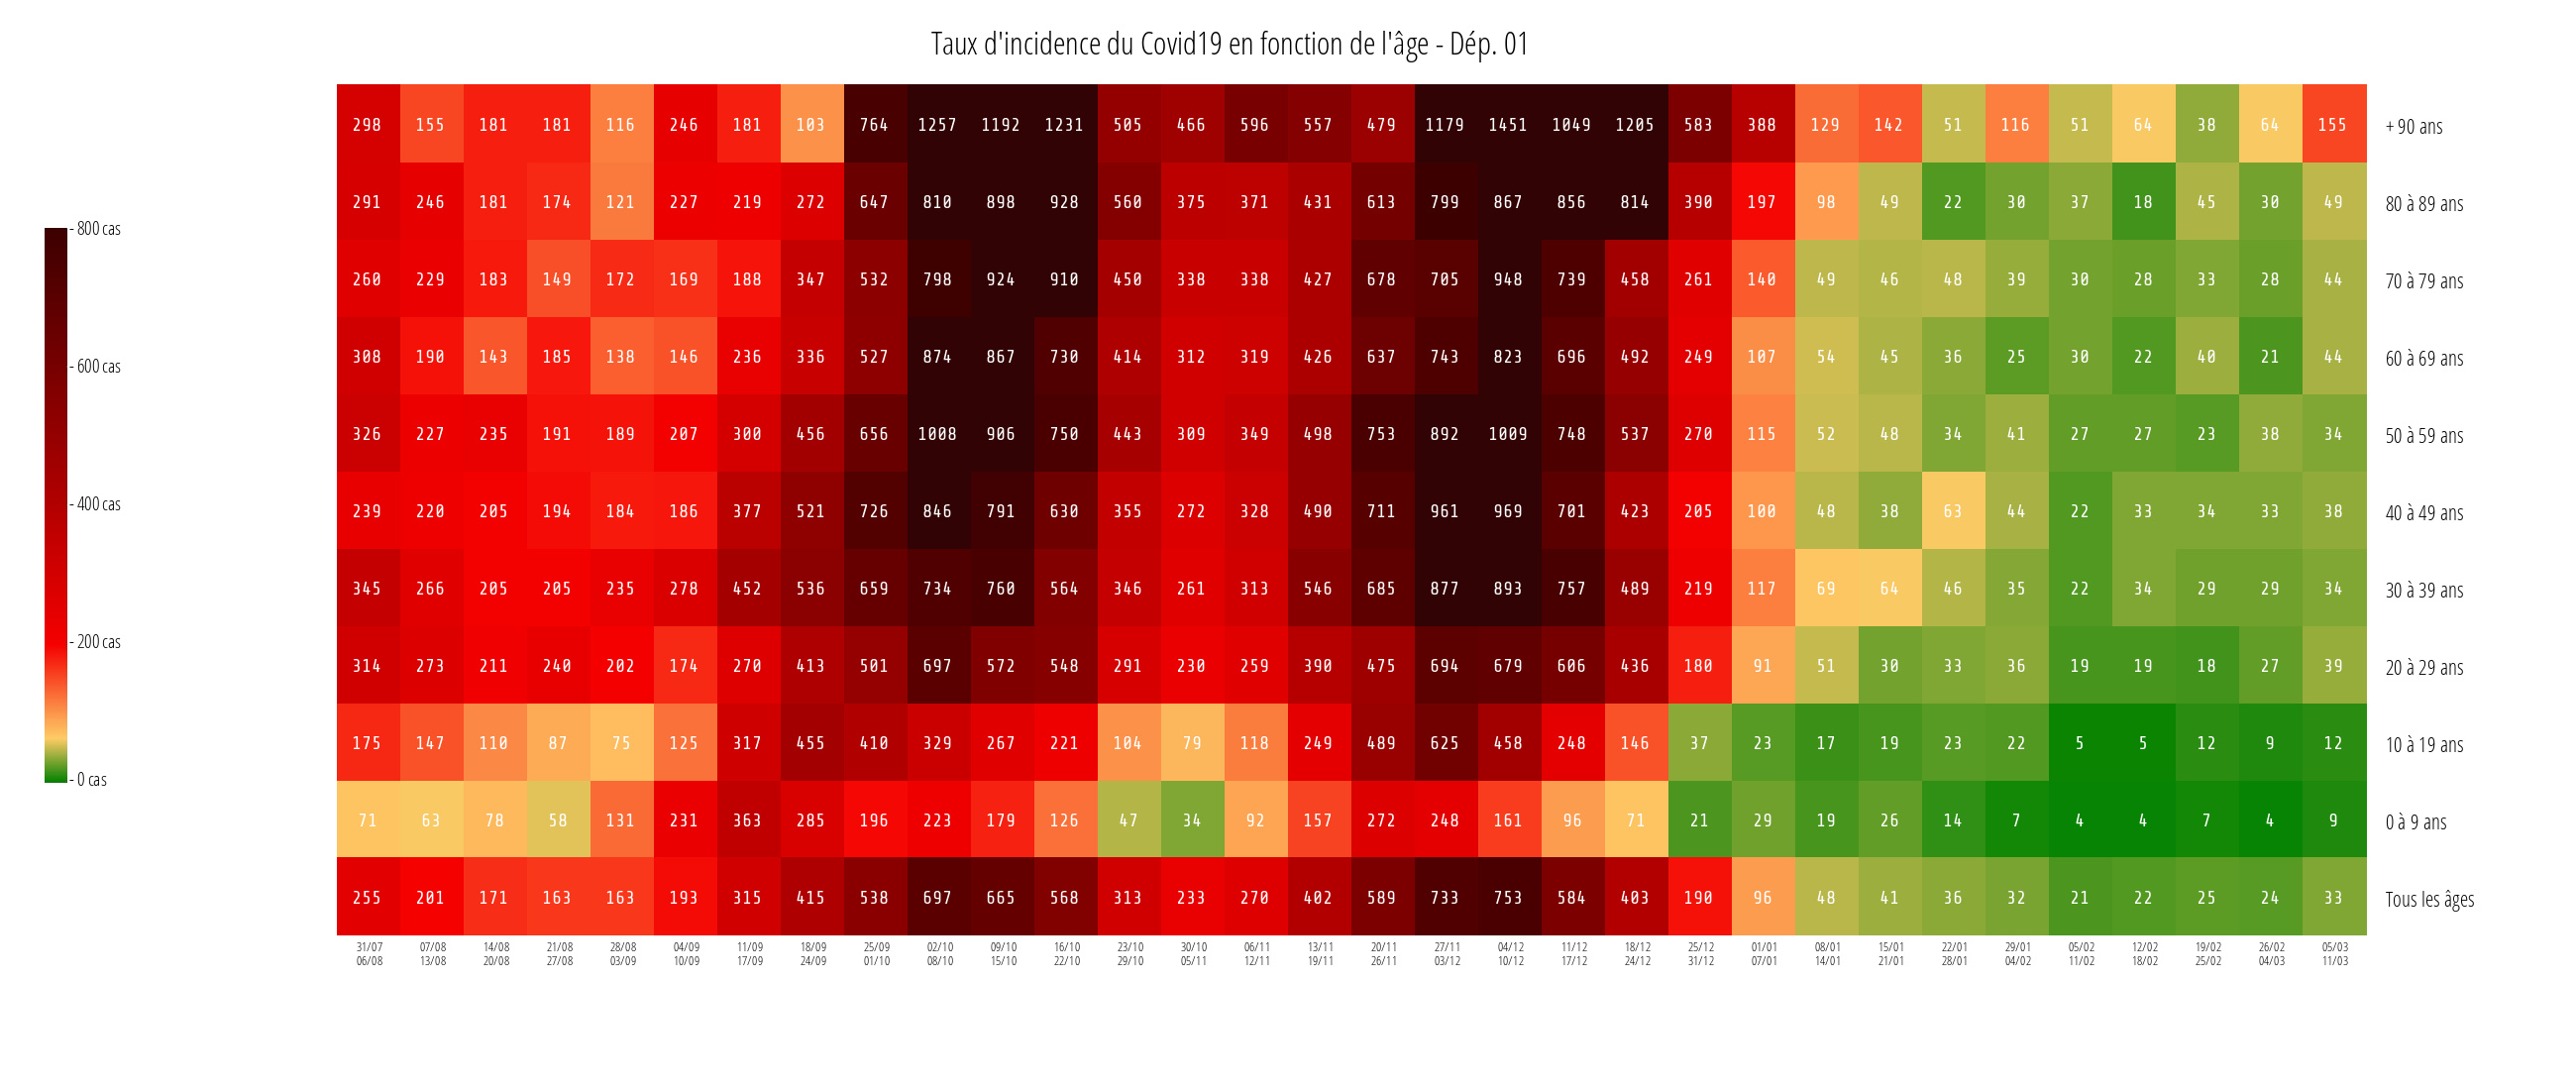 Taux d'incidence du Covid19 en fonction de l'âge - Dép. 01
298 155 181 181 116 246 181 103 764 1257 1192 1231 505 466 596 557 479 1179 1451 1049 1205 583 388 129 142 51 116 51 64 38 64 155 + 90 ans
291 246 181 174 121 227 219 272 647 810 898 928 560 375 371 431 613 799 867 856 814 390 197 98 49 22 30 37 18 45 30 49 80 à 89 ans
- 800 cas
260 229 183 149 172 169 188 347 532 798 924 910 450 338 338 427 678 705 948 739 458 261 140 49 46 48 39 30 28 33 28 44 70 à 79 ans
308 190 143 185 138 146 236 336 527 874 867 730 414 312 319 426 637 743 823 696 492 249 107 54 45 36 25 30 22 40 21 44 60 à 69 ans
- 600 cas
326 227 235 191 189 207 300 456 656 1008 906 750 443 309 349 498 753 892 1009 748 537 270 115 52 48 34 41 27 27 23 38 34 50 à 59 ans
- 400 cas
239 220 205 194 184 186 377 521 726 846 791 630 355 272 328 490 711 961 969 701 423 205 100 48 38 63 44 22 33 34 33 38 40 à 49 ans
345 266 205 205 235 278 452 536 659 734 760 564 346 261 313 546 685 877 893 757 489 219 117 69 64 46 35 22 34 29 29 34 30 à 39 ans
- 200 cas
314 273 211 240 202 174 270 413 501 697 572 548 291 230 259 390 475 694 679 606 436 180 91 51 30 33 36 19 19 18 27 39 20 à 29 ans
175 147 110 87 75 125 317 455 410 329 267 221 104 79 118 249 489 625 458 248 146 37 23 17 19 23 22 5 5 12 9 12 10 à 19 ans
- 0 cas
71 63 78 58 131 231 363 285 196 223 179 126 47 34 92 157 272 248 161 96 71 21 29 19 26 14 7 4 4 7 4 9 0 à 9 ans
255 201 171 163 163 193 315 415 538 697 665 568 313 233 270 402 589 733 753 584 403 190 96 48 41 36 32 21 22 25 24 33 Tous les âges
31/07 07/08 14/08 21/08 28/08 04/09 11/09 18/09 25/09 02/10 09/10 16/10 23/10 30/10 06/11 13/11 20/11 27/11 04/12 11/12 18/12 25/12 01/01 08/01 15/01 22/01 29/01 05/02 12/02 19/02 26/02 05/03
06/08 13/08 20/08 27/08 03/09 10/09 17/09 24/09 01/10 08/10 15/10 22/10 29/10 05/11 12/11 19/11 26/11 03/12 10/12 17/12 24/12 31/12 07/01 14/01 21/01 28/01 04/02 11/02 18/02 25/02 04/03 11/03